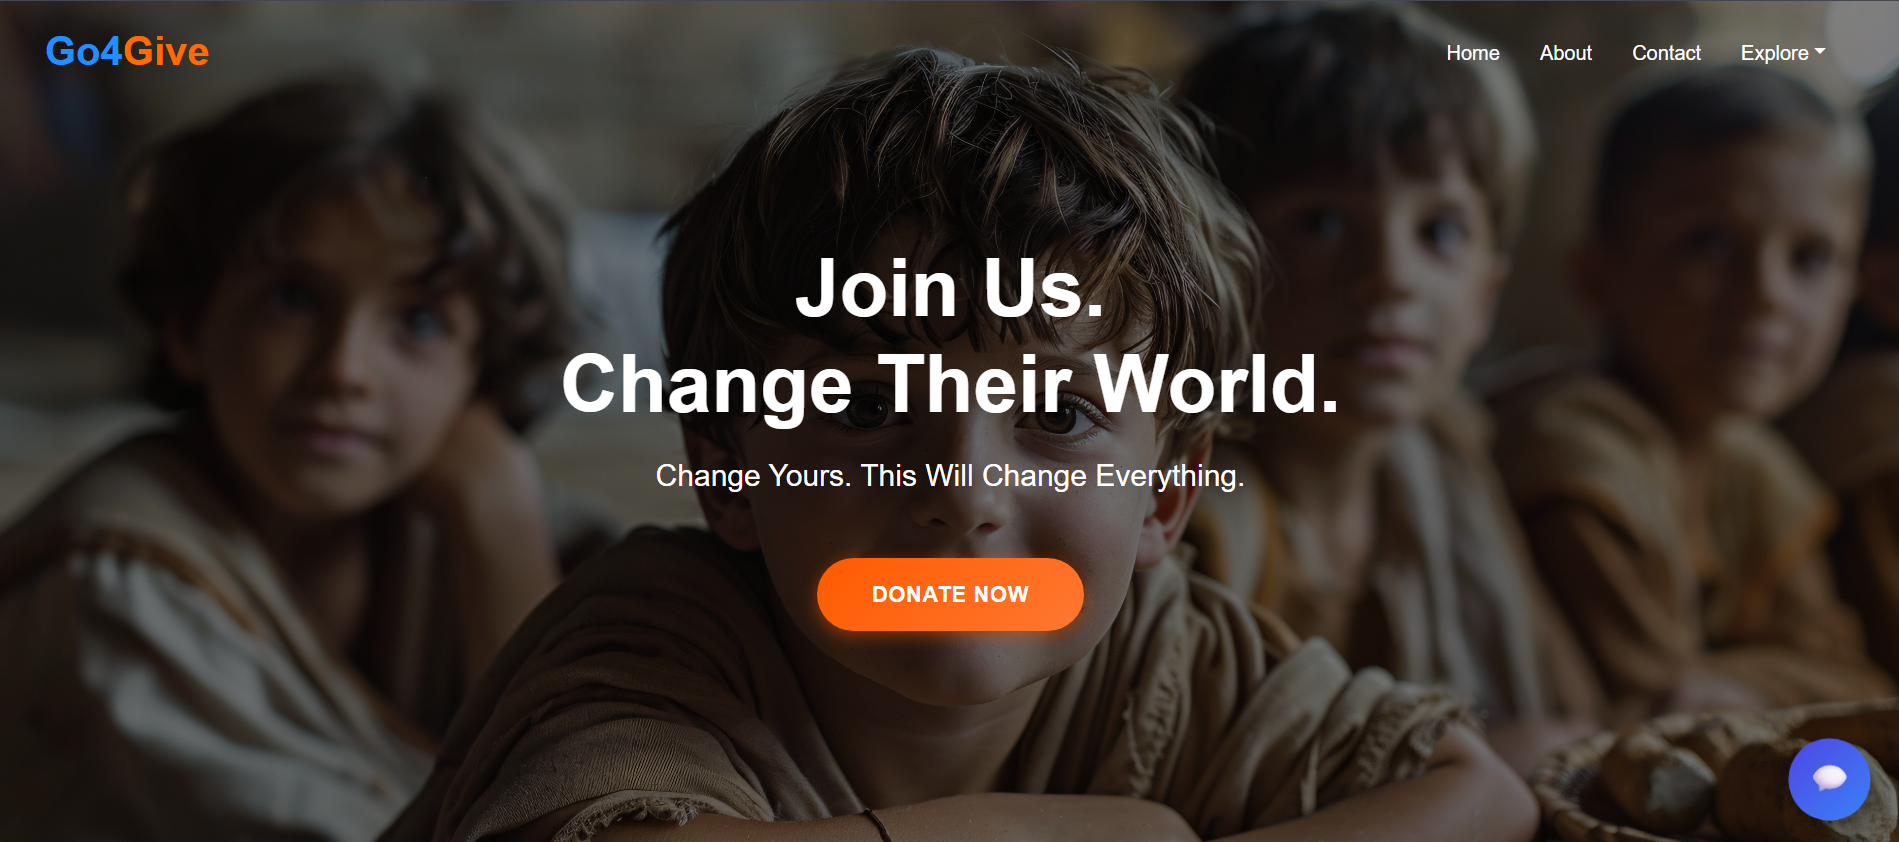 Go4Give
Home
About
Contact
Explore
Join Us.
Change Their World.
Change Yours. This Will Change Everything.
DONATE NOW